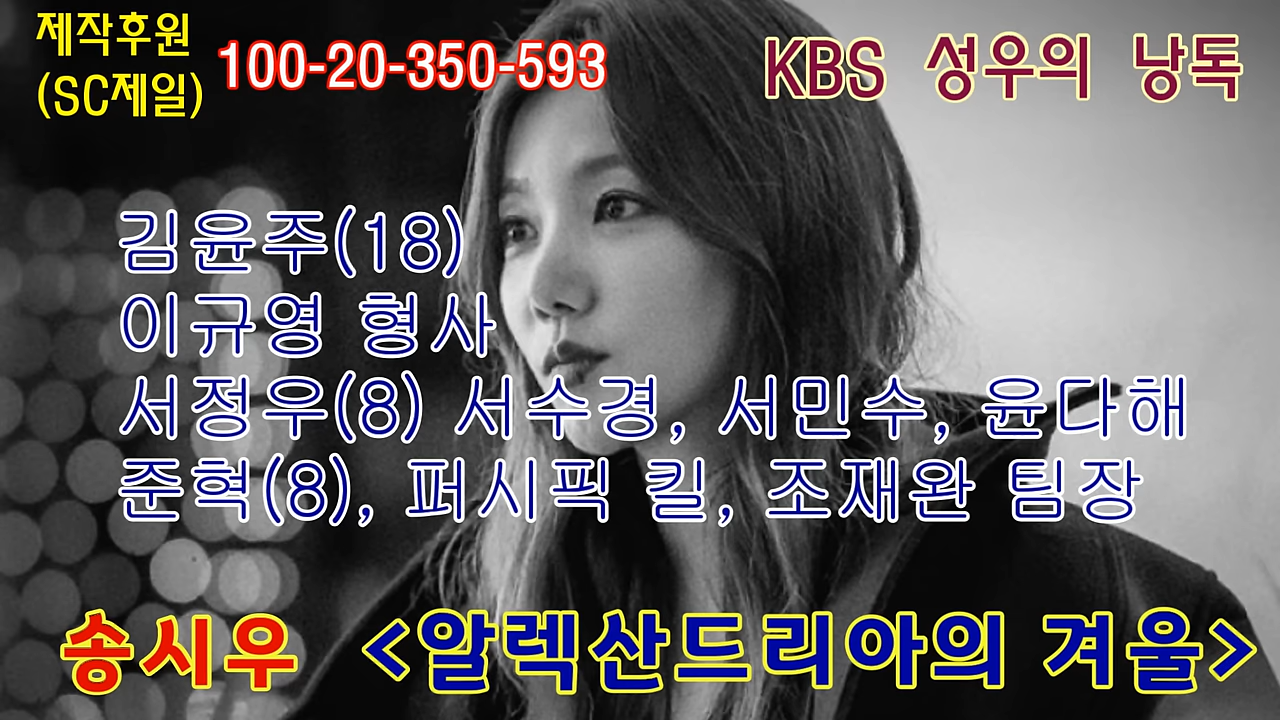 제작후원
(SC제일)
100-20-350-593
KBS 성우의 낭독
김윤주(18)
이규영 형사
서정우(8) 서수경, 서민수, 윤다해
준혁(8), 퍼시픽 킬, 조재완 팀장
송시우 <알렉산드리아의 겨울>